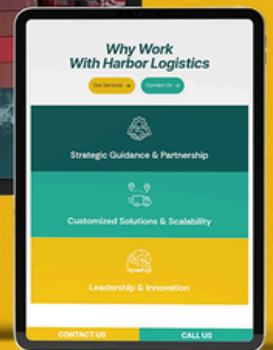 Why Work
With Harbor Logistics
Our Services
Contact Us
Strategic Guidance & Partnership
Customized Solutions & Scalability
Leadership & Innovation
CONTACT US
CALL US